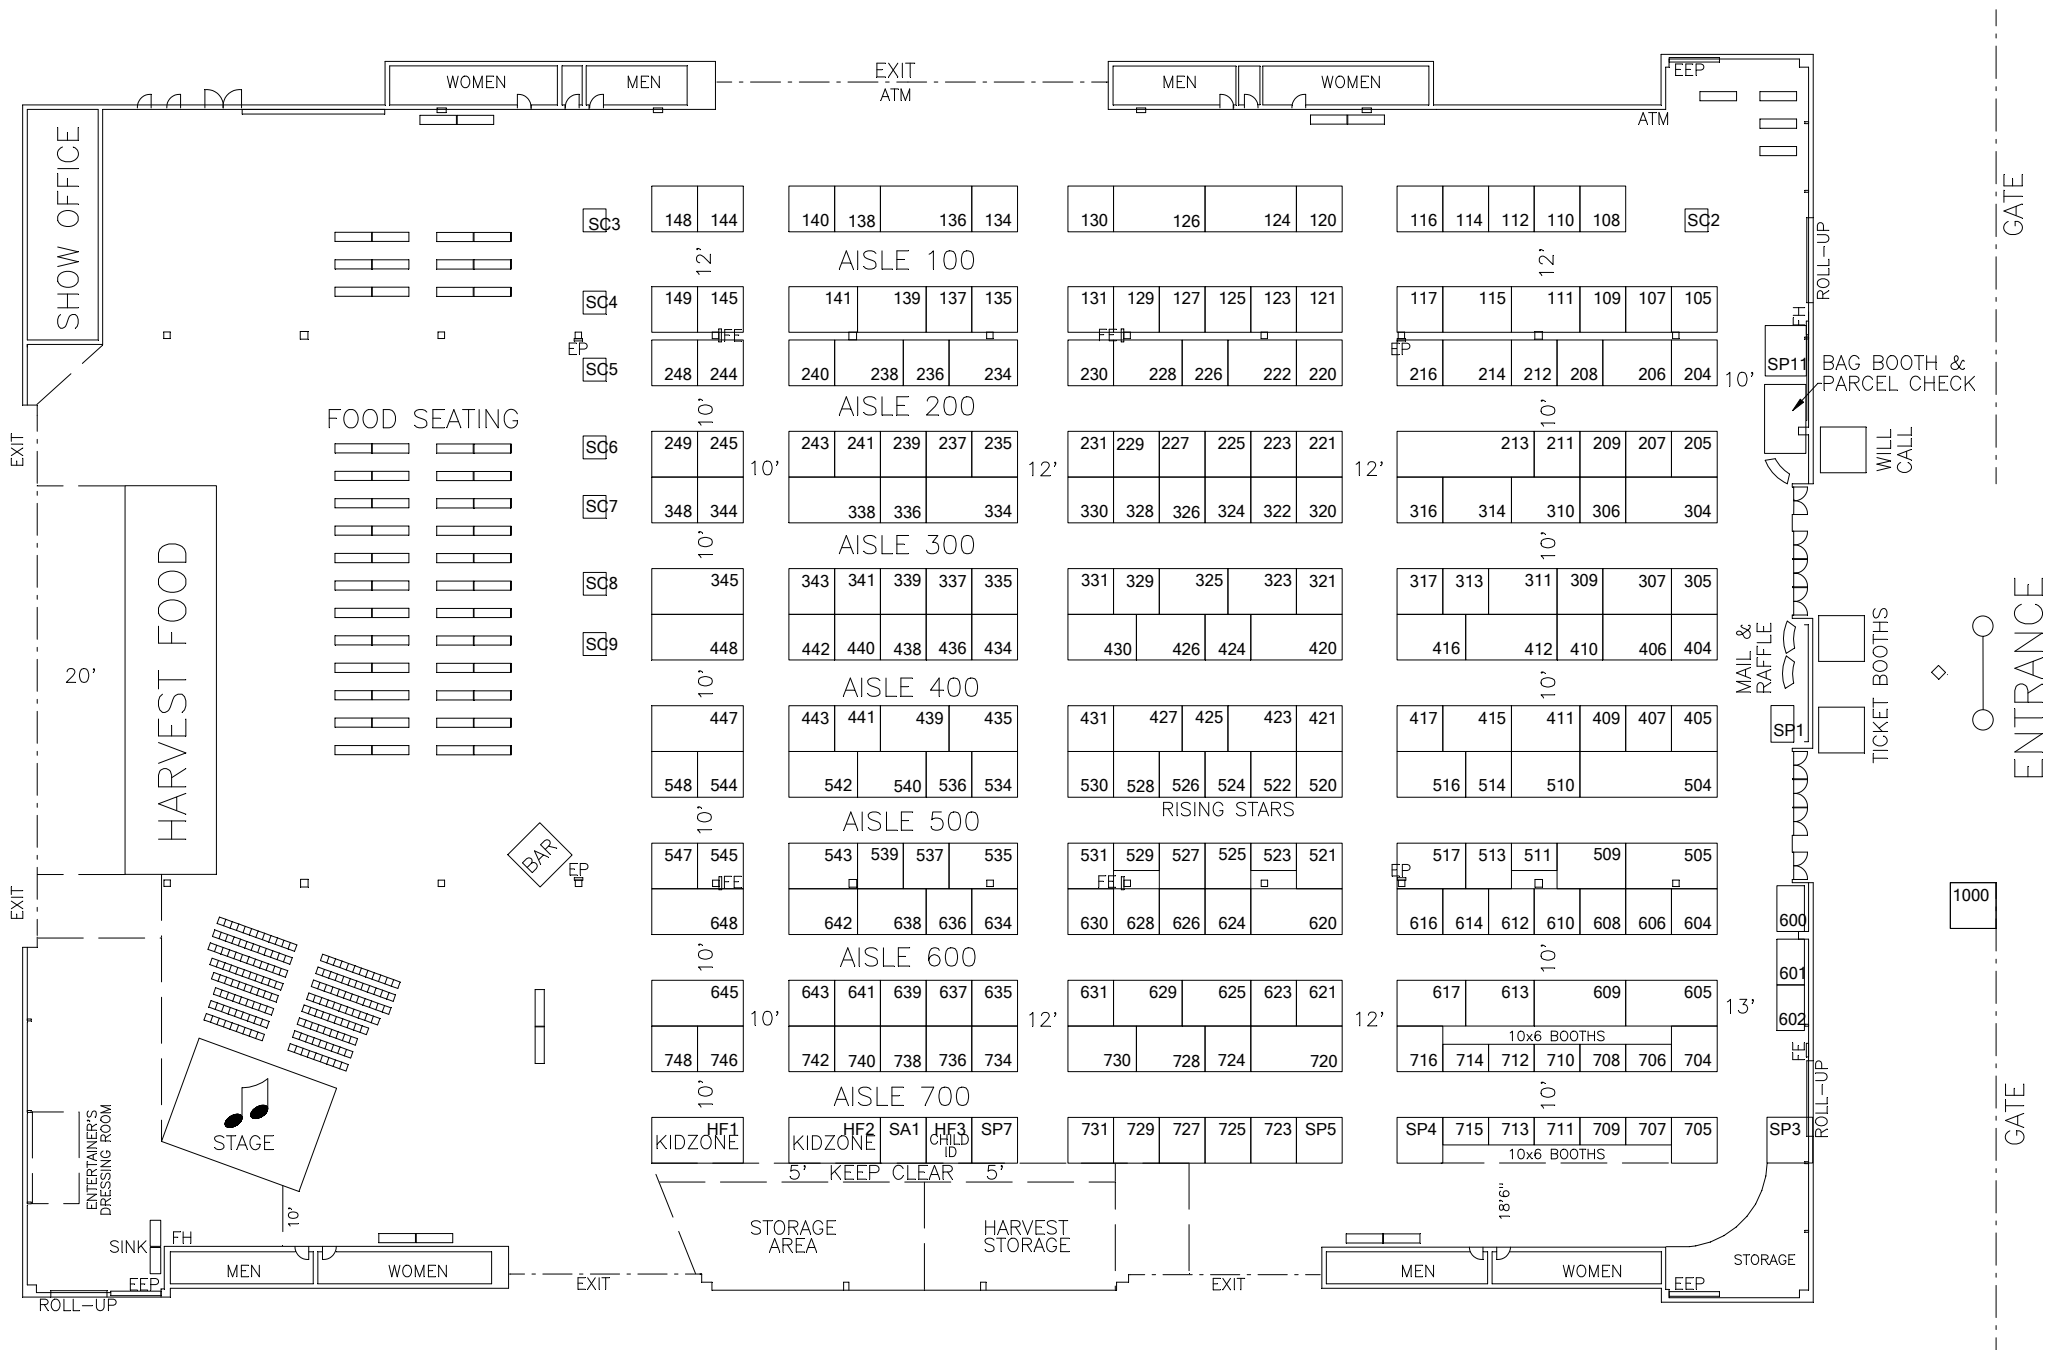 EXIT
WOMEN MEN ATM MEN WOMEN EEP
ATM
SHOW OFFICE
GATE
148 144 140 138 136 134 130 126 124 120 116 114 112 110 108
SC3 SC2
12' AISLE 100 12'
ROLL-UP
149 145 141 139 137 135 131 129 127 125 123 121 117 115 111 109 107 105
SC4
FH
FE FE
EP EP
SC5 248 244 240 238 236 234 230 228 226 222 220 216 214 212 208 206 204 10' SP11
BAG BOOTH &
PARCEL CHECK
10' AISLE 200 10'
FOOD SEATING
EXIT
SC6 249 245 243 241 239 237 235 231 229 227 225 223 221 213 211 209 207 205
WILL
CALL
10' 12' 12'
SC7 348 344 338 336 334 330 328 326 324 322 320 316 314 310 306 304
10' AISLE 300 10'
SC8 345 343 341 339 337 335 331 329 325 323 321 317 313 311 309 307 305
HARVEST FOOD
20'
SC9 448 442 440 438 436 434 430 426 424 420 416 412 410 406 404
MAIL &
RAFFLE
TICKET BOOTHS
ENTRANCE
10' AISLE 400 10'
447 443 441 439 435 431 427 425 423 421 417 415 411 409 407 405
SP1
548 544 542 540 536 534 530 528 526 524 522 520 516 514 510 504
RISING STARS
10' AISLE 500 10'
BAR
547 545 543 539 537 535 531 529 527 525 523 521 517 513 511 509 505
EP FE FE EP
EXIT
1000
648 642 638 636 634 630 628 626 624 620 616 614 612 610 608 606 604 600
10' AISLE 600 10'
601
645 643 641 639 637 635 631 629 625 623 621 617 613 609 605
10' 12' 12' 13'
602
10x6 BOOTHS
748 746 742 740 738 736 734 730 728 724 720 716 714 712 710 708 706 704
FE
ROLL-UP
10' AISLE 700 10'
GATE
ENTERTAINER'S
DRESSING ROOM
STAGE
HF1 HF2 SA1 HF3 SP7 731 729 727 725 723 SP5 SP4 715 713 711 709 707 705 SP3
KIDZONE KIDZONE CHILD
ID
10x6 BOOTHS
5' KEEP CLEAR 5'
18'6"
10'
STORAGE
AREA
HARVEST
STORAGE
SINK FH
STORAGE
MEN WOMEN MEN WOMEN
EEP EXIT EXIT EEP
ROLL-UP